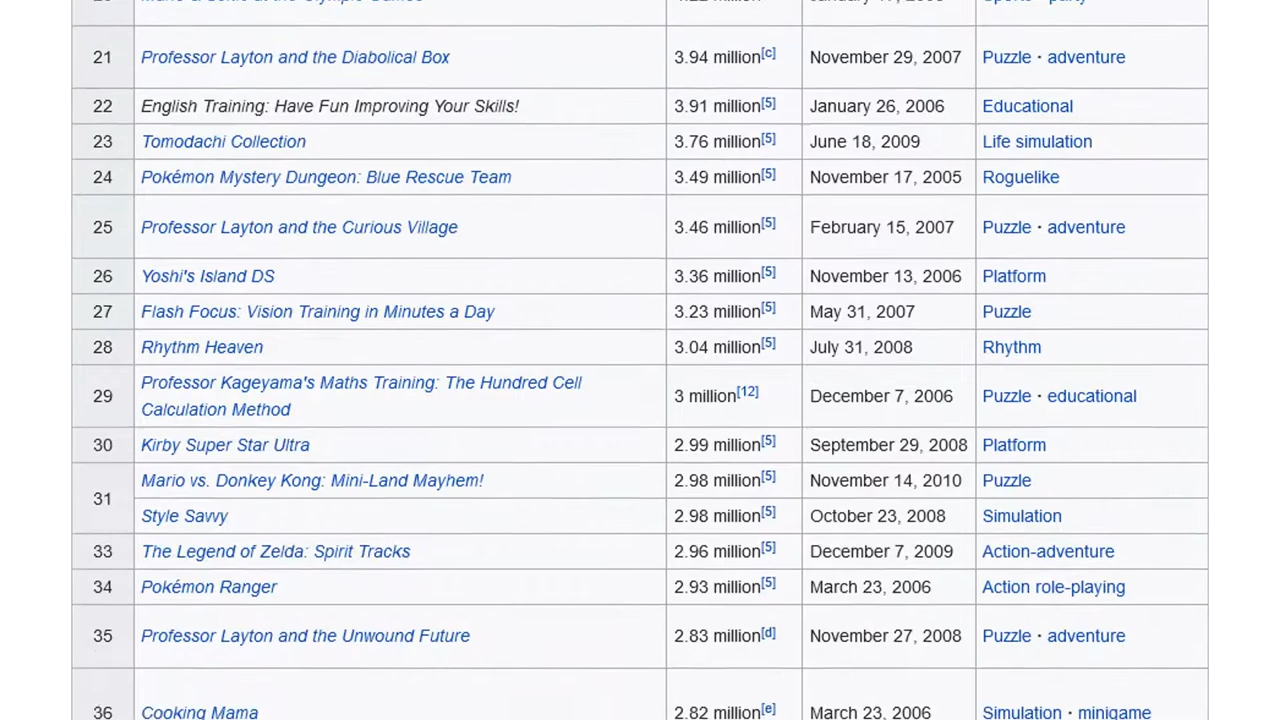 21 Professor Layton and the Diabolical Box 3.94 million[c] November 29, 2007 Puzzle · adventure
22 English Training: Have Fun Improving Your Skills! 3.91 million[5] January 26, 2006 Educational
23 Tomodachi Collection 3.76 million[5] June 18, 2009 Life simulation
24 Pokémon Mystery Dungeon: Blue Rescue Team 3.49 million[5] November 17, 2005 Roguelike
25 Professor Layton and the Curious Village 3.46 million[5] February 15, 2007 Puzzle · adventure
26 Yoshi's Island DS 3.36 million[5] November 13, 2006 Platform
27 Flash Focus: Vision Training in Minutes a Day 3.23 million[5] May 31, 2007 Puzzle
28 Rhythm Heaven 3.04 million[5] July 31, 2008 Rhythm
29 Professor Kageyama's Maths Training: The Hundred Cell
Calculation Method 3 million[12] December 7, 2006 Puzzle · educational
30 Kirby Super Star Ultra 2.99 million[5] September 29, 2008 Platform
31 Mario vs. Donkey Kong: Mini-Land Mayhem! 2.98 million[5] November 14, 2010 Puzzle
Style Savvy 2.98 million[5] October 23, 2008 Simulation
33 The Legend of Zelda: Spirit Tracks 2.96 million[5] December 7, 2009 Action-adventure
34 Pokémon Ranger 2.93 million[5] March 23, 2006 Action role-playing
35 Professor Layton and the Unwound Future 2.83 million[d] November 27, 2008 Puzzle · adventure
36 Cooking Mama 2.82 million[e] March 23, 2006 Simulation · minigame